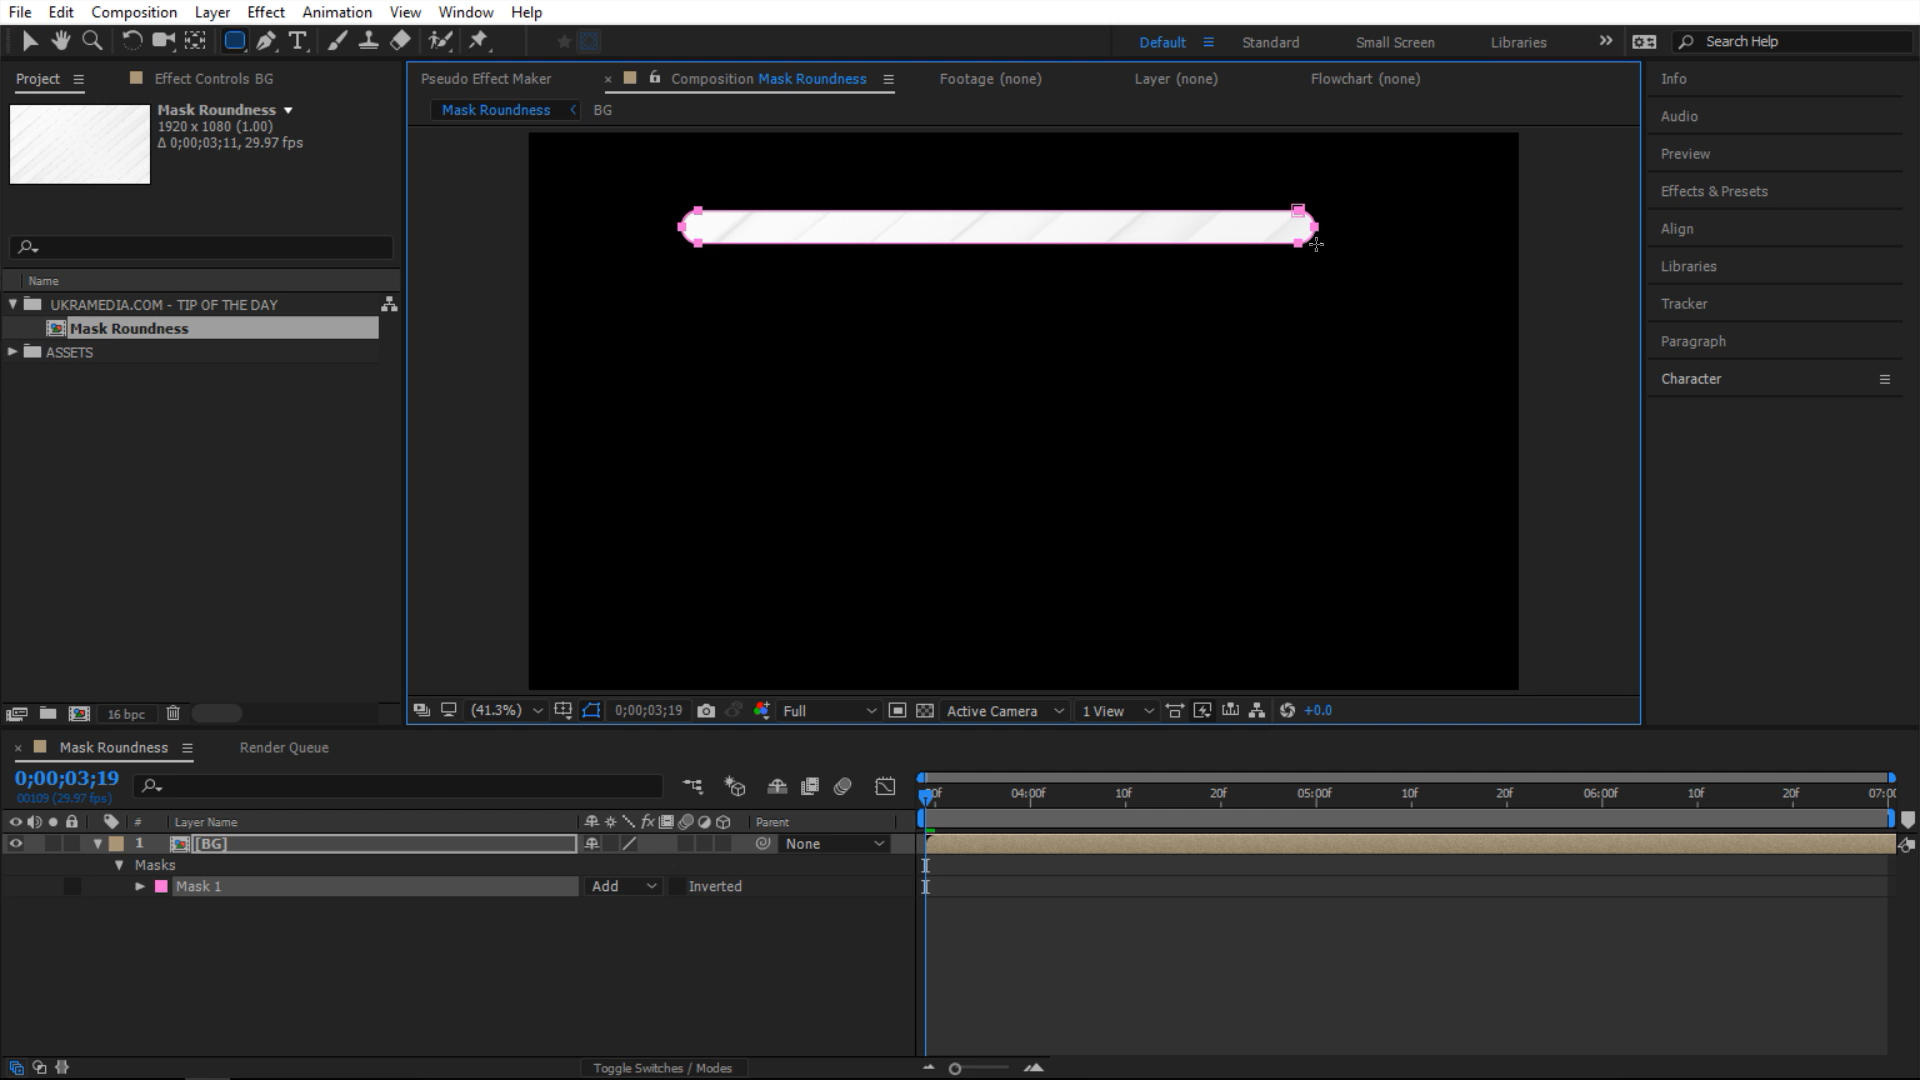 File Edit Composition Layer Effect Animation View Window Help
Default Standard Small Screen Libraries Search Help
Project Effect Controls BG
Pseudo Effect Maker Composition Mask Roundness Footage (none) Layer (none) Flowchart (none)
Mask Roundness BG
Mask Roundness
1920 x 1080 (1.00)
Δ 0;00;03;11, 29.97 fps
Name
UKRAMEDIA.COM - TIP OF THE DAY
Mask Roundness
ASSETS
16 bpc
(41.3%) 0;00;03;19 Full Active Camera 1 View +0.0
Info
Audio
Preview
Effects & Presets
Align
Libraries
Tracker
Paragraph
Character
Mask Roundness Render Queue
0;00;03;19
00109 (29.97 fps)
04:00f 10f 20f 05:00f 10f 20f 06:00f 10f 20f
# Layer Name fx Parent
1 [BG] None
Masks
Mask 1 Add Inverted
Toggle Switches / Modes